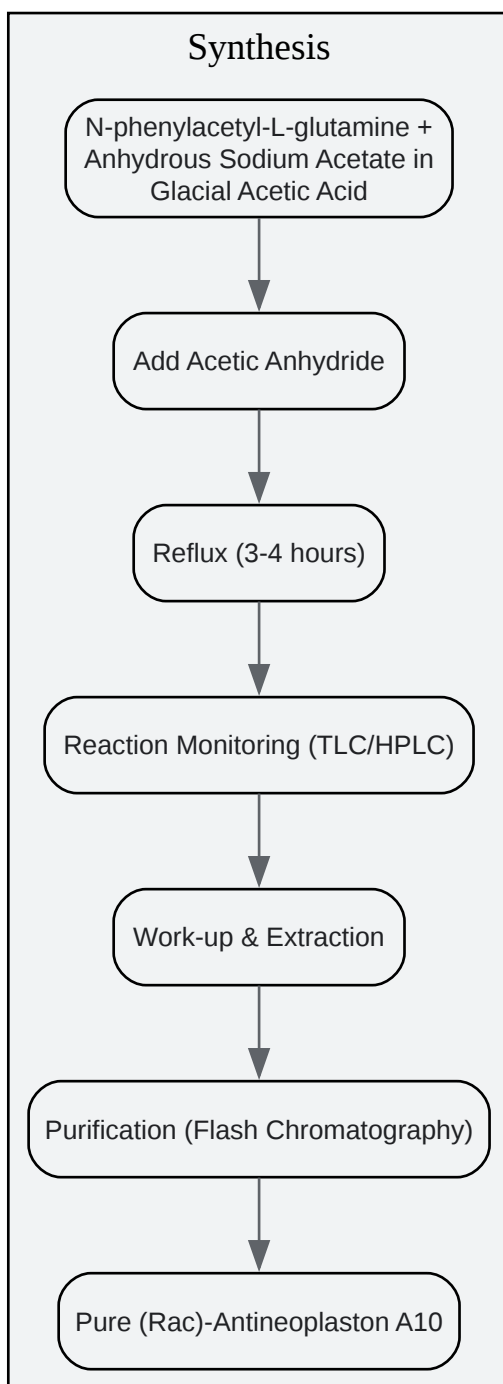 Synthesis
N-phenylacetyl-L-glutamine +
Anhydrous Sodium Acetate in
Glacial Acetic Acid
Add Acetic Anhydride
Reflux (3-4 hours)
Reaction Monitoring (TLC/HPLC)
Work-up & Extraction
Purification (Flash Chromatography)
Pure (Rac)-Antineoplaston A10